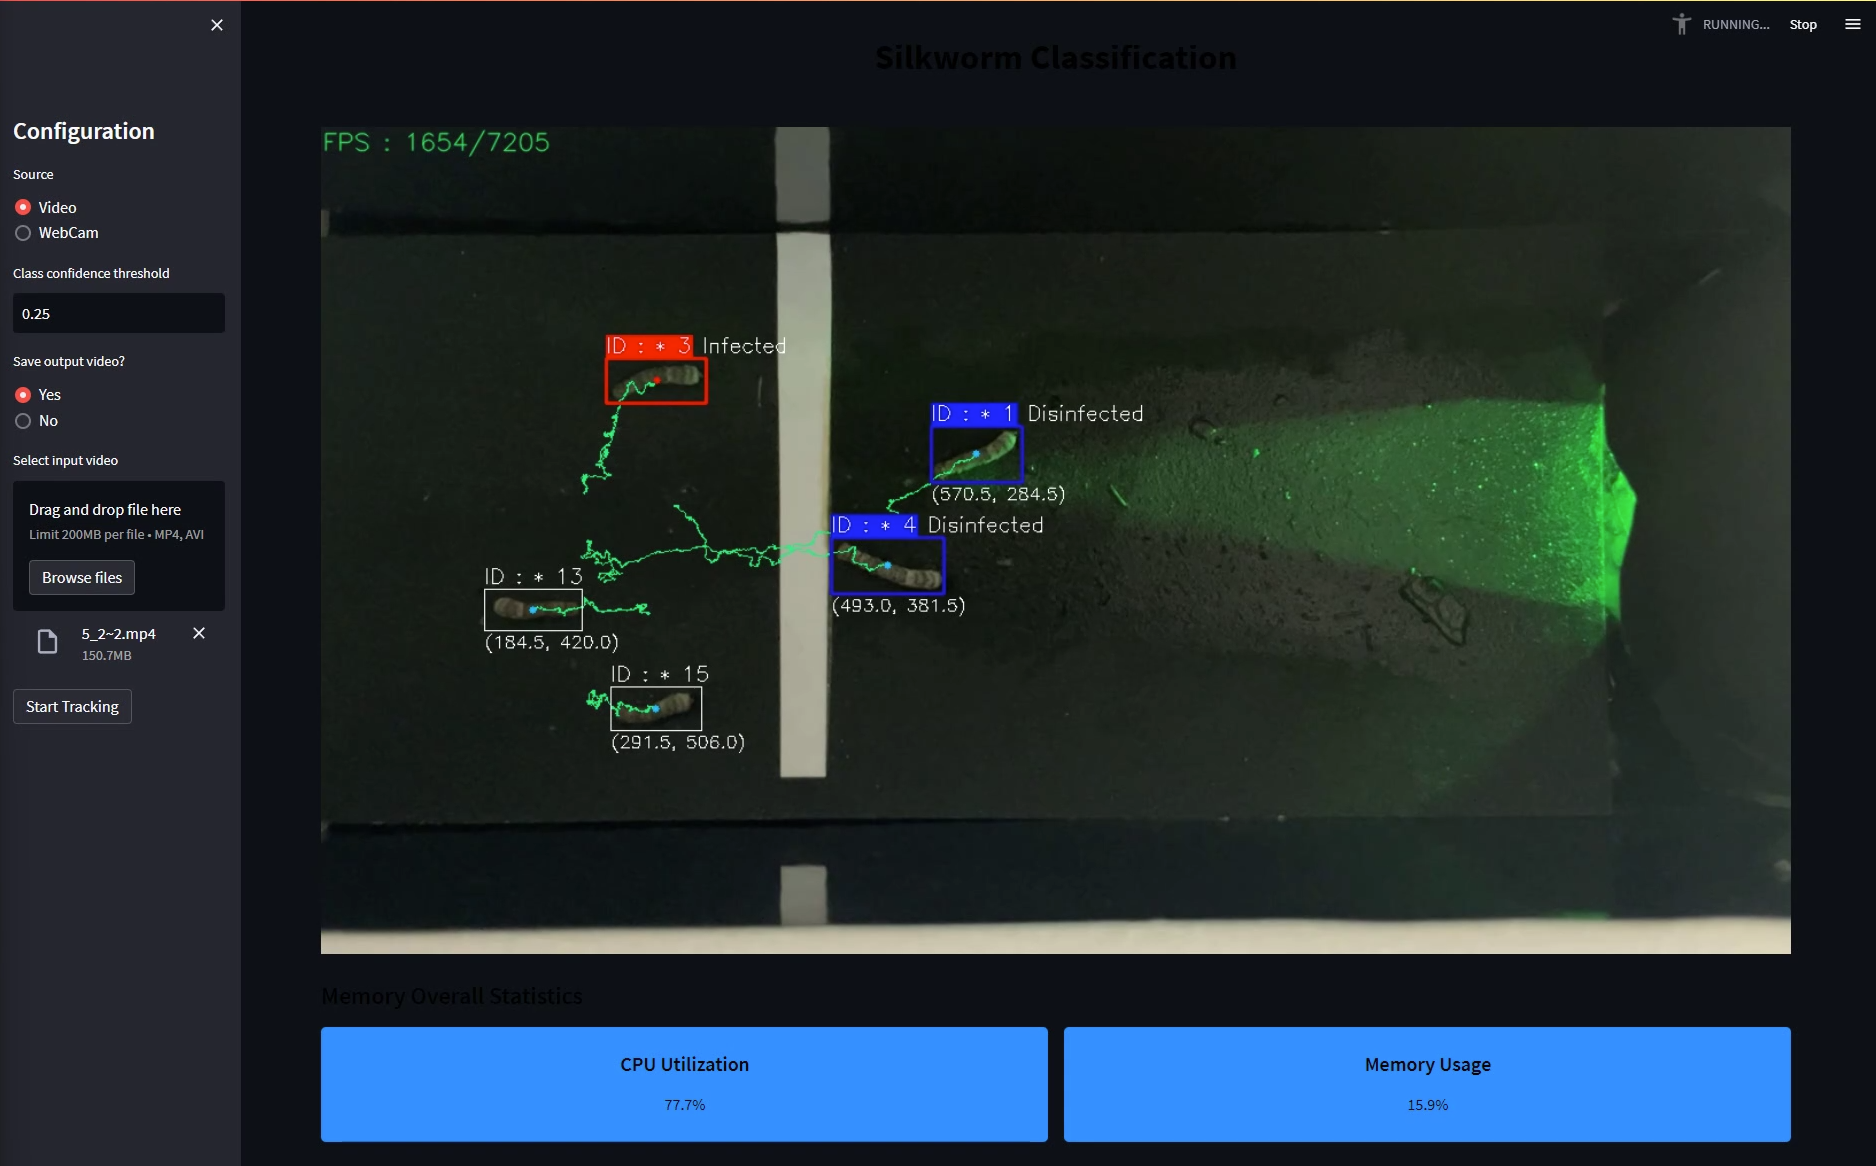 RUNNING...
Stop
Silkworm Classification
Configuration
Source
Video
WebCam
Class confidence threshold
0.25
Save output video?
Yes
No
Select input video
Drag and drop file here
Limit 200MB per file • MP4, AVI
Browse files
5_2~2.mp4
150.7MB
Start Tracking
FPS : 1654/7205
ID : * 3 Infected
ID : * 1 Disinfected
(570.5, 284.5)
ID : * 4 Disinfected
(493.0, 381.5)
ID : * 13
(184.5, 420.0)
ID : * 15
(291.5, 506.0)
Memory Overall Statistics
CPU Utilization
77.7%
Memory Usage
15.9%